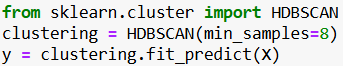 from sklearn.cluster import HDBSCAN
clustering = HDBSCAN(min_samples=8)
y = clustering.fit_predict(X)